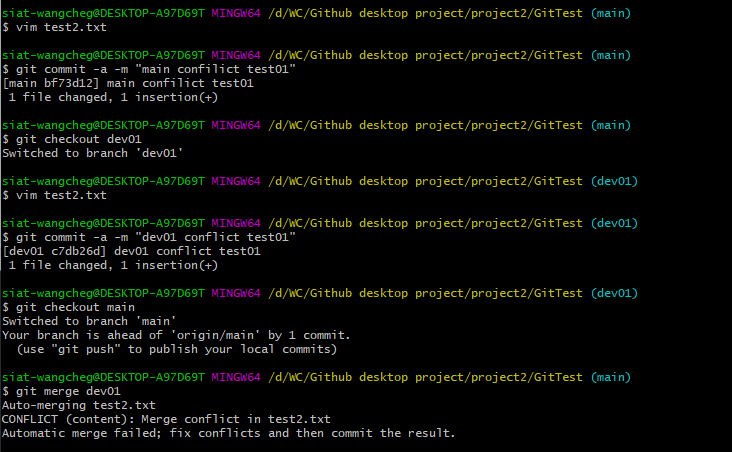 siat-wangcheg@DESKTOP-A97D69T MINGW64 /d/WC/Github desktop project/project2/GitTest (main)
$ vim test2.txt
siat-wangcheg@DESKTOP-A97D69T MINGW64 /d/WC/Github desktop project/project2/GitTest (main)
$ git commit -a -m "main confilict test01"
[main bf73d12] main confilict test01
 1 file changed, 1 insertion(+)
siat-wangcheg@DESKTOP-A97D69T MINGW64 /d/WC/Github desktop project/project2/GitTest (main)
$ git checkout dev01
Switched to branch 'dev01'
siat-wangcheg@DESKTOP-A97D69T MINGW64 /d/WC/Github desktop project/project2/GitTest (dev01)
$ vim test2.txt
siat-wangcheg@DESKTOP-A97D69T MINGW64 /d/WC/Github desktop project/project2/GitTest (dev01)
$ git commit -a -m "dev01 conflict test01"
[dev01 c7db26d] dev01 conflict test01
 1 file changed, 1 insertion(+)
siat-wangcheg@DESKTOP-A97D69T MINGW64 /d/WC/Github desktop project/project2/GitTest (dev01)
$ git checkout main
Switched to branch 'main'
Your branch is ahead of 'origin/main' by 1 commit.
  (use "git push" to publish your local commits)
siat-wangcheg@DESKTOP-A97D69T MINGW64 /d/WC/Github desktop project/project2/GitTest (main)
$ git merge dev01
Auto-merging test2.txt
CONFLICT (content): Merge conflict in test2.txt
Automatic merge failed; fix conflicts and then commit the result.